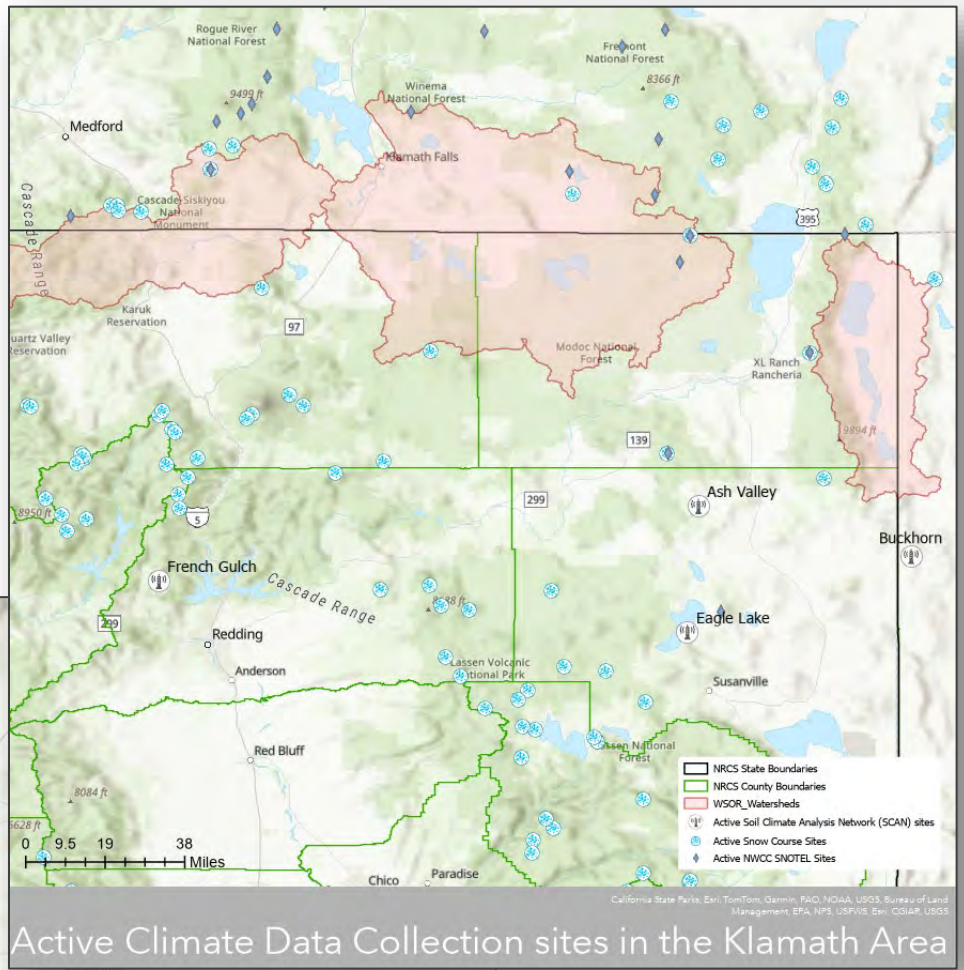 Rogue River
National Forest
Fremont
National Forest
9499 ft
8366 ft
Winema
National Forest
Medford
Klamath Falls
Cascade-Siskiyou
National
Monument
Cascade Range
395
Karuk
Reservation
97
Quartz Valley
Reservation
Modoc National
Forest
XL Ranch
Rancheria
139
9894 ft
299
Ash Valley
8950 ft
5
Buckhorn
French Gulch
Cascade Range
299
Eagle Lake
Redding
Anderson
Lassen Volcanic
National Park
Susanville
Red Bluff
Lassen National
Forest
8084 ft
6628 ft
0 9.5 19 38
Miles
Chico
Paradise
NRCS State Boundaries
NRCS County Boundaries
WSOR_Watersheds
Active Soil Climate Analysis Network (SCAN) sites
Active Snow Course Sites
Active NWCC SNOTEL Sites
California State Parks, Esri, TomTom, Garmin, FAO, NOAA, USGS, Bureau of Land
Management, EPA, NPS, USFWS, Esri, CGIAR, USGS
Active Climate Data Collection sites in the Klamath Area